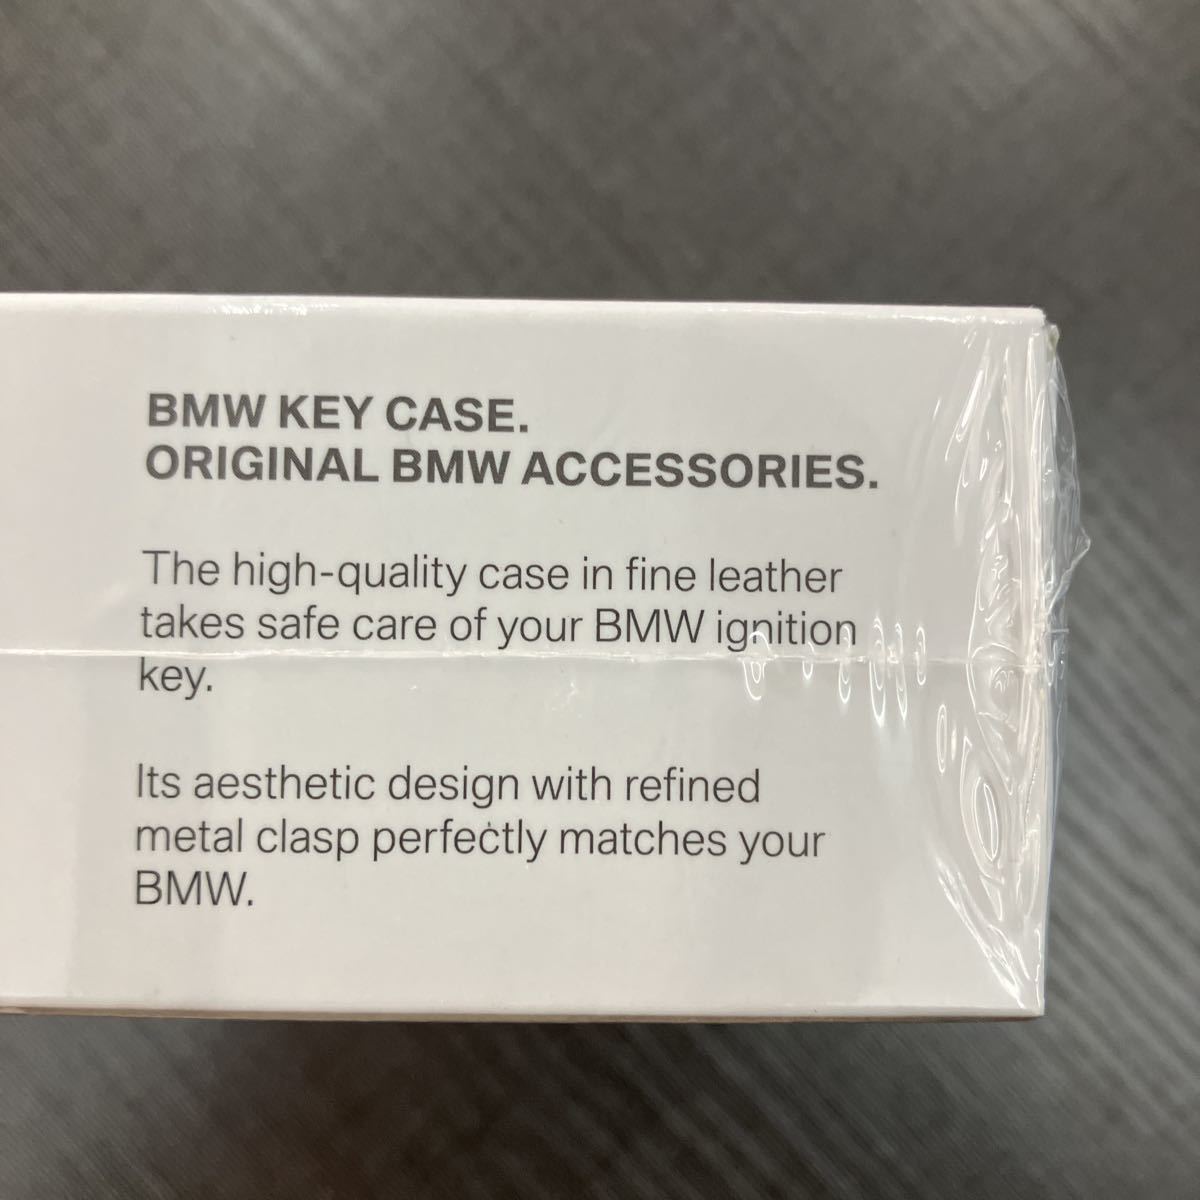 BMW KEY CASE.
ORIGINAL BMW ACCESSORIES.
The high-quality case in fine leather
takes safe care of your BMW ignition
key.
Its aesthetic design with refined
metal clasp perfectly matches your
BMW.